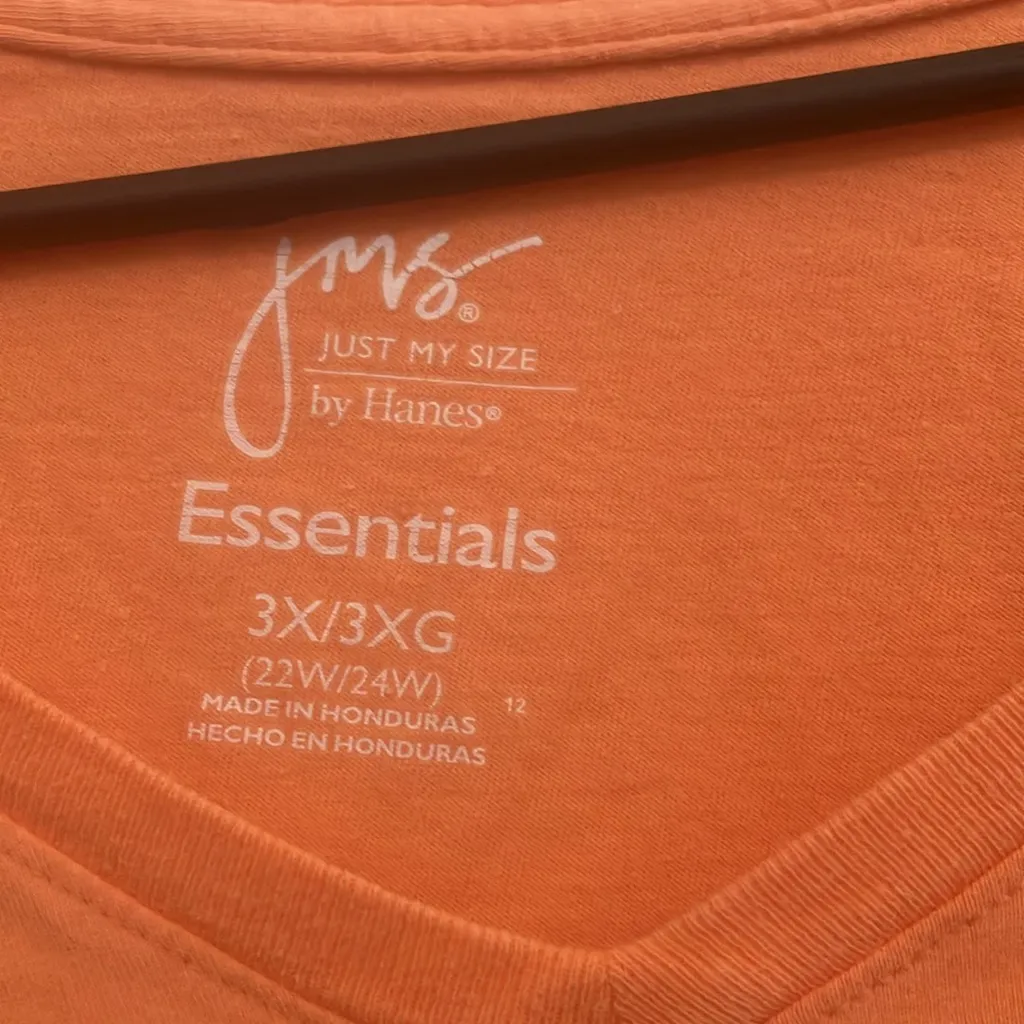 jms®
JUST MY SIZE
by Hanes®
Essentials
3X/3XG
(22W/24W)
MADE IN HONDURAS 12
HECHO EN HONDURAS